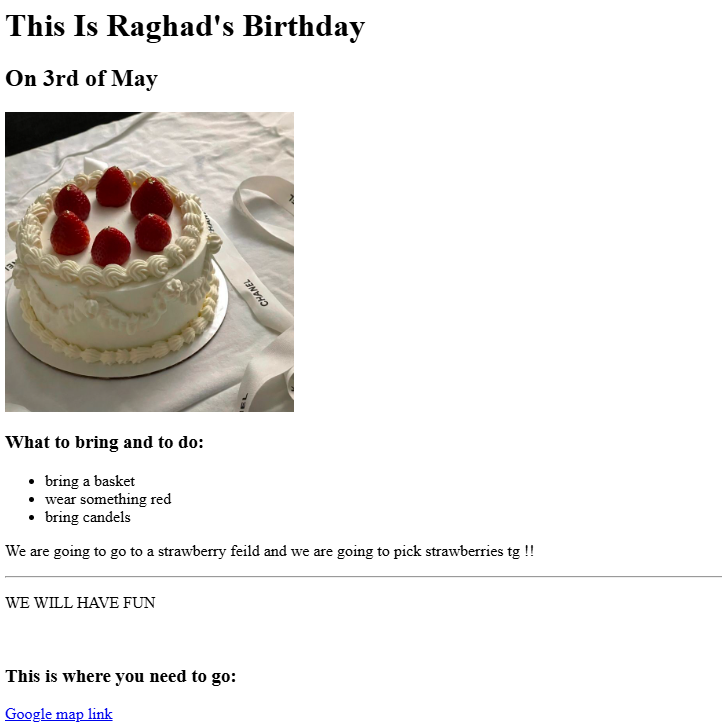 This Is Raghad's Birthday
On 3rd of May
CHANEL
What to bring and to do:
bring a basket
wear something red
bring candels
We are going to go to a strawberry feild and we are going to pick strawberries tg !!
WE WILL HAVE FUN
This is where you need to go:
Google map link